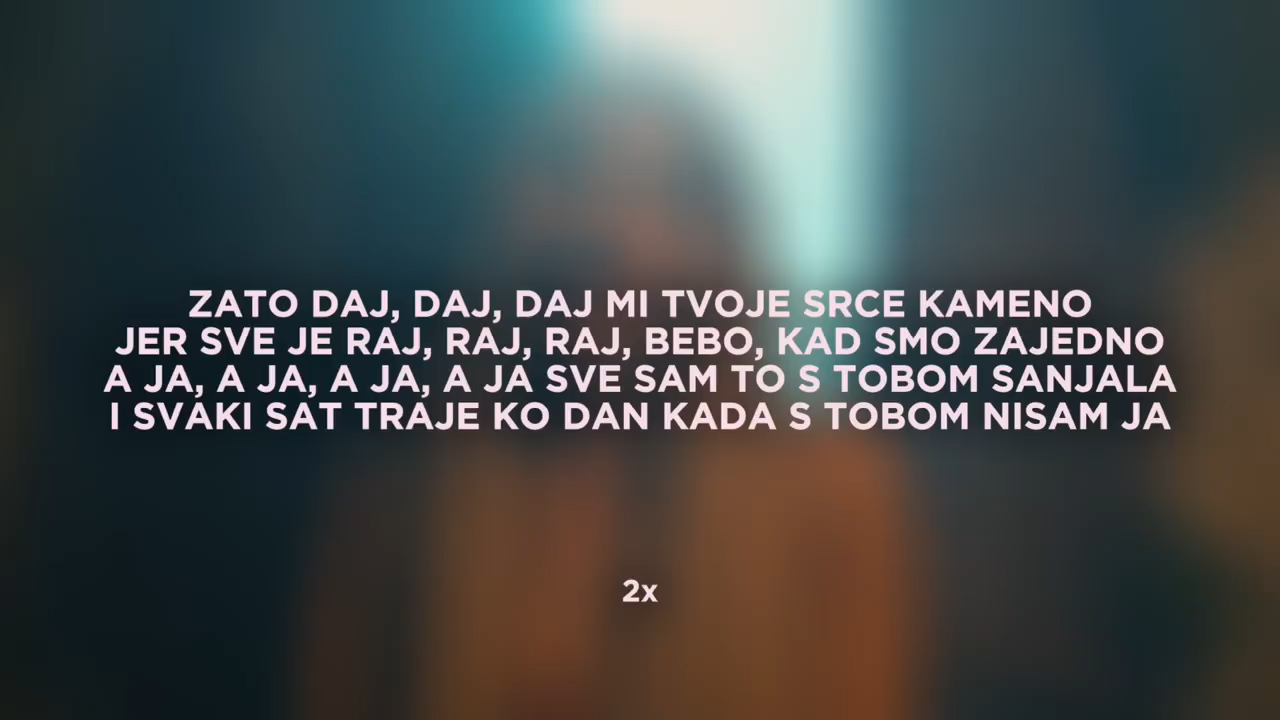 ZATO DAJ, DAJ, DAJ MI TVOJE SRCE KAMENO
JER SVE JE RAJ, RAJ, RAJ, BEBO, KAD SMO ZAJEDNO
A JA, A JA, A JA, A JA SVE SAM TO S TOBOM SANJALA
I SVAKI SAT TRAJE KO DAN KADA S TOBOM NISAM JA
2x